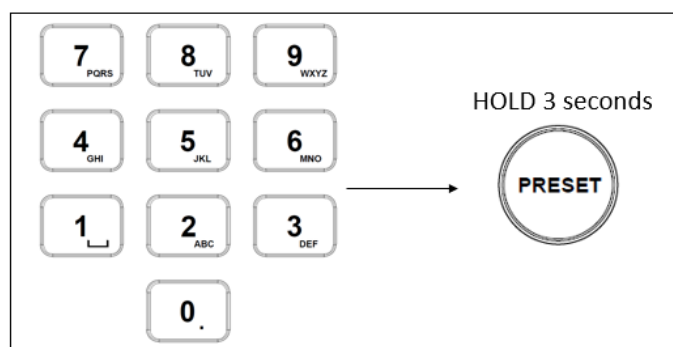 7 PQRS 8 TUV 9 WXYZ
HOLD 3 seconds
4 GHI 5 JKL 6 MNO
PRESET
1 2 ABC 3 DEF
0 .